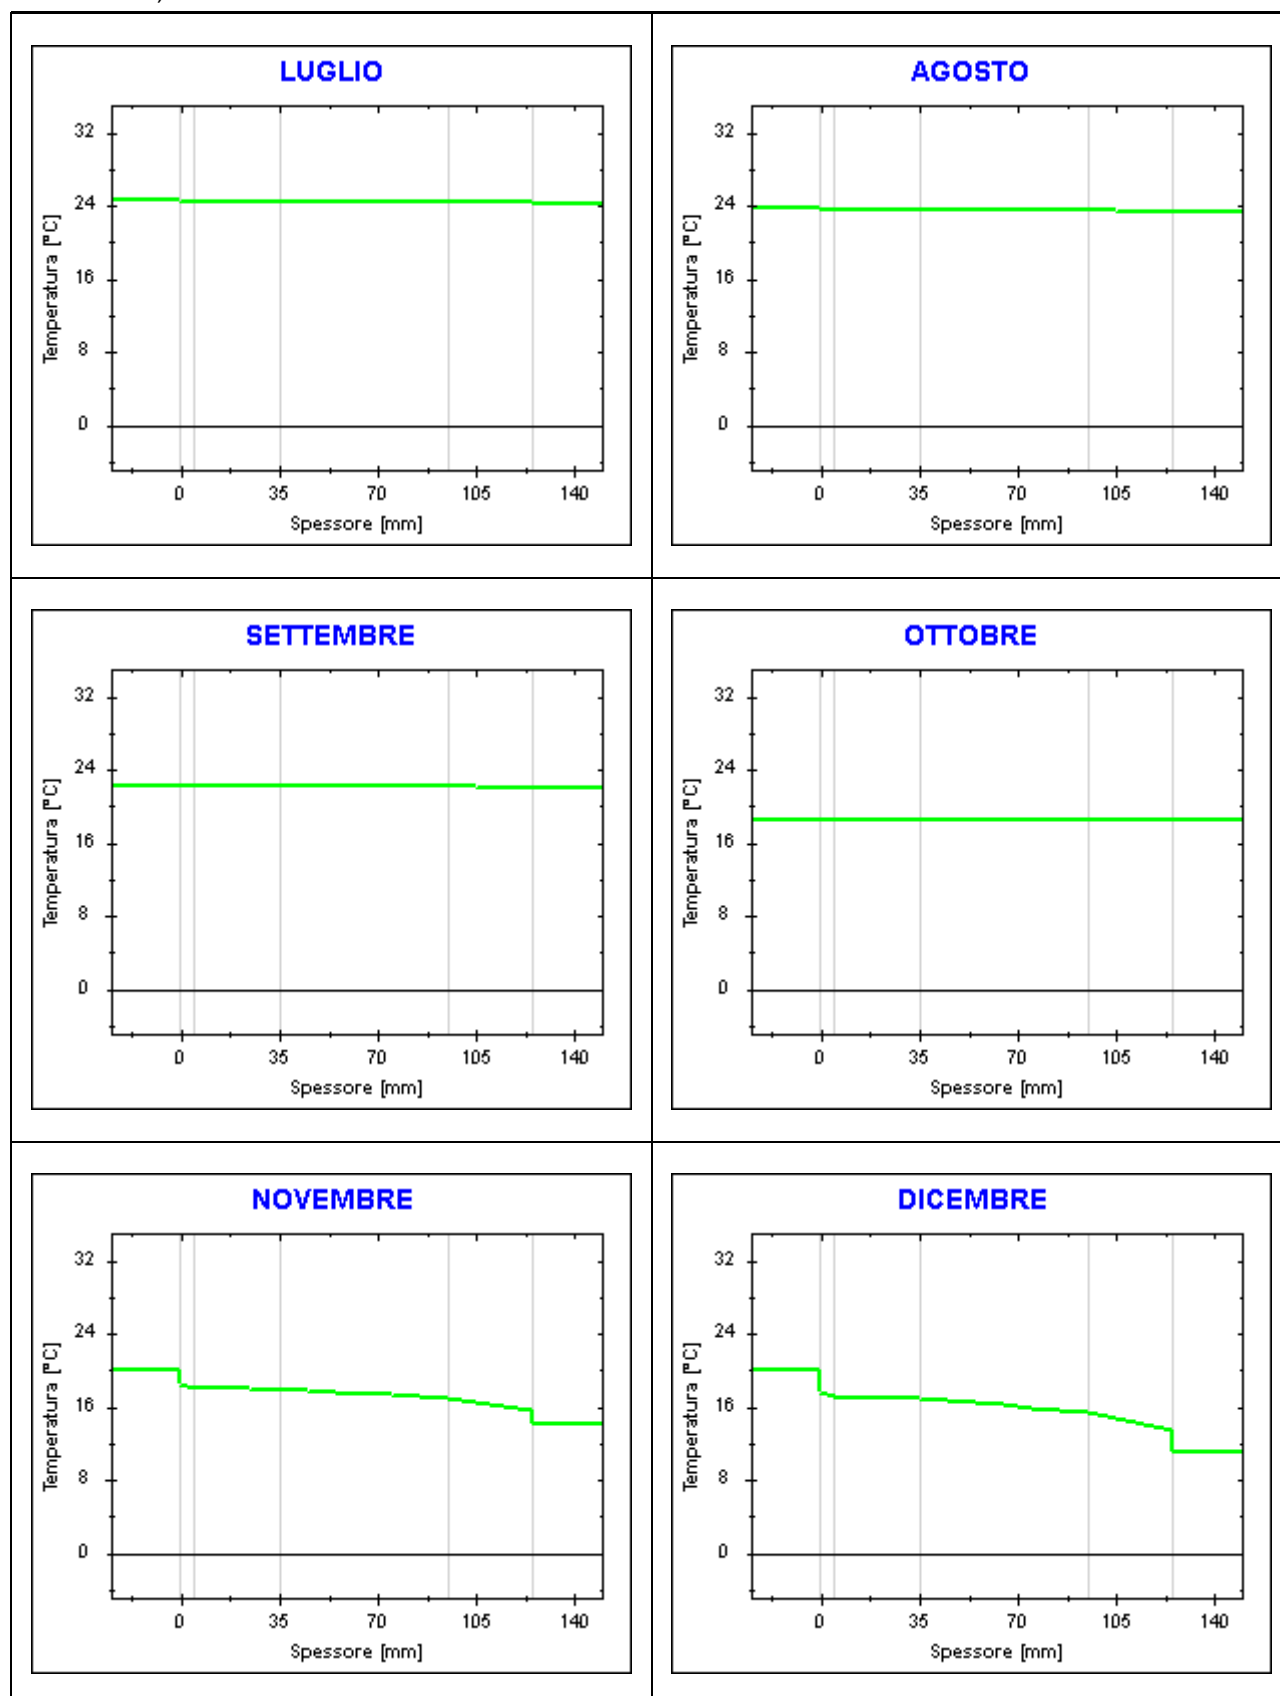 LUGLIO
32
24
16
8
0
Temperatura [°C]
0 35 70 105 140
Spessore [mm]
AGOSTO
32
24
16
8
0
Temperatura [°C]
0 35 70 105 140
Spessore [mm]
SETTEMBRE
32
24
16
8
0
Temperatura [°C]
0 35 70 105 140
Spessore [mm]
OTTOBRE
32
24
16
8
0
Temperatura [°C]
0 35 70 105 140
Spessore [mm]
NOVEMBRE
32
24
16
8
0
Temperatura [°C]
0 35 70 105 140
Spessore [mm]
DICEMBRE
32
24
16
8
0
Temperatura [°C]
0 35 70 105 140
Spessore [mm]